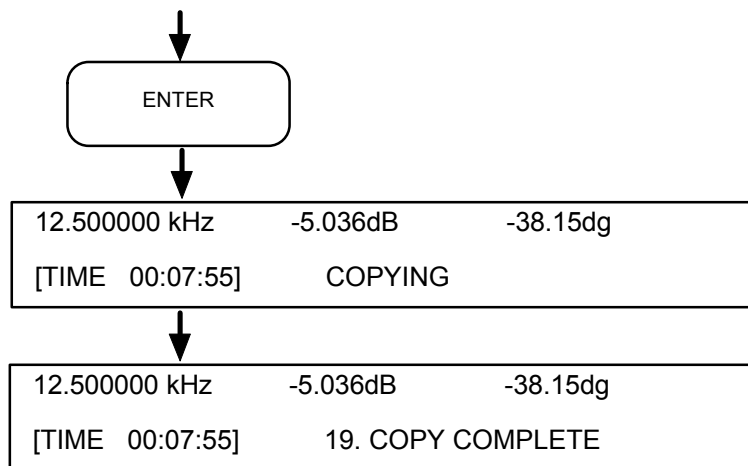 ENTER
12.500000 kHz -5.036dB -38.15dg
[TIME 00:07:55] COPYING
12.500000 kHz -5.036dB -38.15dg
[TIME 00:07:55] 19. COPY COMPLETE